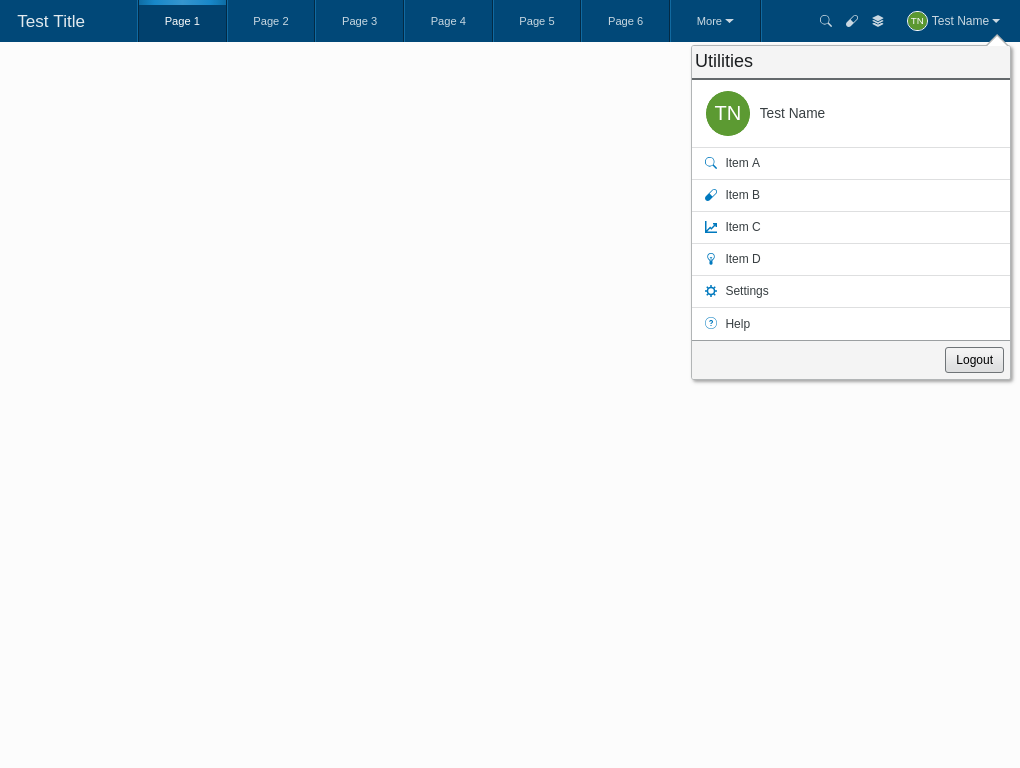 Test Title
Page 1
Page 2
Page 3
Page 4
Page 5
Page 6
More
TN Test Name
Utilities
TN Test Name
Item A
Item B
Item C
Item D
Settings
? Help
Logout